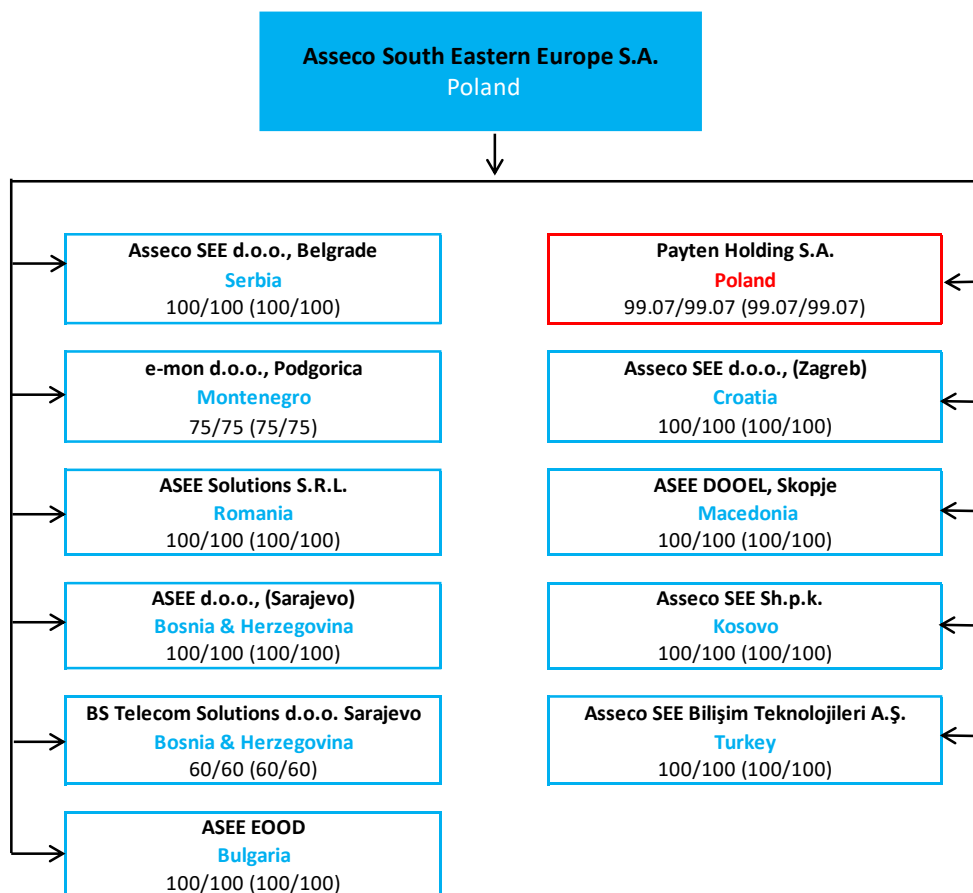 Asseco South Eastern Europe S.A.
Poland
Asseco SEE d.o.o., Belgrade
Serbia
100/100 (100/100)
Payten Holding S.A.
Poland
99.07/99.07 (99.07/99.07)
e-mon d.o.o., Podgorica
Montenegro
75/75 (75/75)
Asseco SEE d.o.o., (Zagreb)
Croatia
100/100 (100/100)
ASEE Solutions S.R.L.
Romania
100/100 (100/100)
ASEE DOOEL, Skopje
Macedonia
100/100 (100/100)
ASEE d.o.o., (Sarajevo)
Bosnia & Herzegovina
100/100 (100/100)
Asseco SEE Sh.p.k.
Kosovo
100/100 (100/100)
BS Telecom Solutions d.o.o. Sarajevo
Bosnia & Herzegovina
60/60 (60/60)
Asseco SEE Bilişim Teknolojileri A.Ş.
Turkey
100/100 (100/100)
ASEE EOOD
Bulgaria
100/100 (100/100)